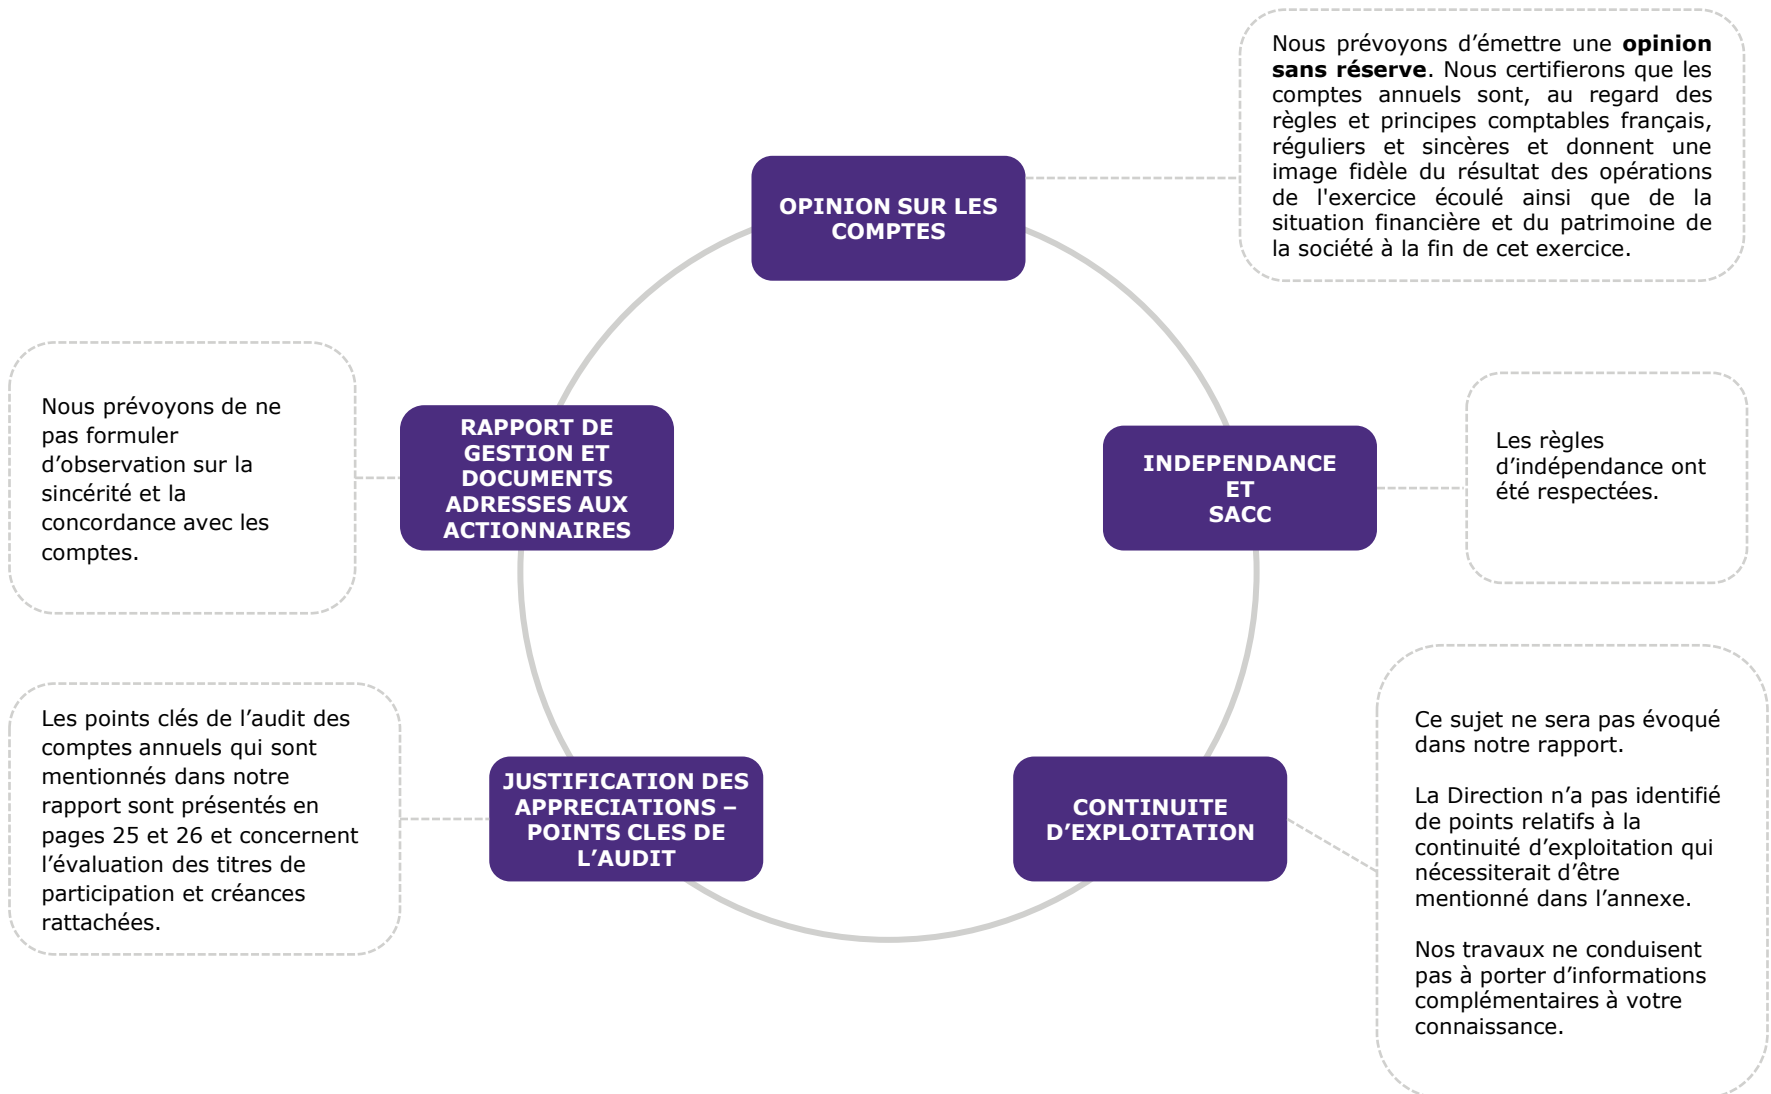 OPINION SUR LES
COMPTES
Nous prévoyons d’émettre une opinion
sans réserve. Nous certifierons que les
comptes annuels sont, au regard des
règles et principes comptables français,
réguliers et sincères et donnent une
image fidèle du résultat des opérations
de l'exercice écoulé ainsi que de la
situation financière et du patrimoine de
la société à la fin de cet exercice.
INDEPENDANCE
ET
SACC
Les règles
d’indépendance ont
été respectées.
CONTINUITE
D’EXPLOITATION
Ce sujet ne sera pas évoqué
dans notre rapport.
La Direction n’a pas identifié
de points relatifs à la
continuité d’exploitation qui
nécessiterait d’être
mentionné dans l’annexe.
Nos travaux ne conduisent
pas à porter d’informations
complémentaires à votre
connaissance.
JUSTIFICATION DES
APPRECIATIONS –
POINTS CLES DE
L’AUDIT
Les points clés de l’audit des
comptes annuels qui sont
mentionnés dans notre
rapport sont présentés en
pages 25 et 26 et concernent
l’évaluation des titres de
participation et créances
rattachées.
RAPPORT DE
GESTION ET
DOCUMENTS
ADRESSES AUX
ACTIONNAIRES
Nous prévoyons de ne
pas formuler
d’observation sur la
sincérité et la
concordance avec les
comptes.